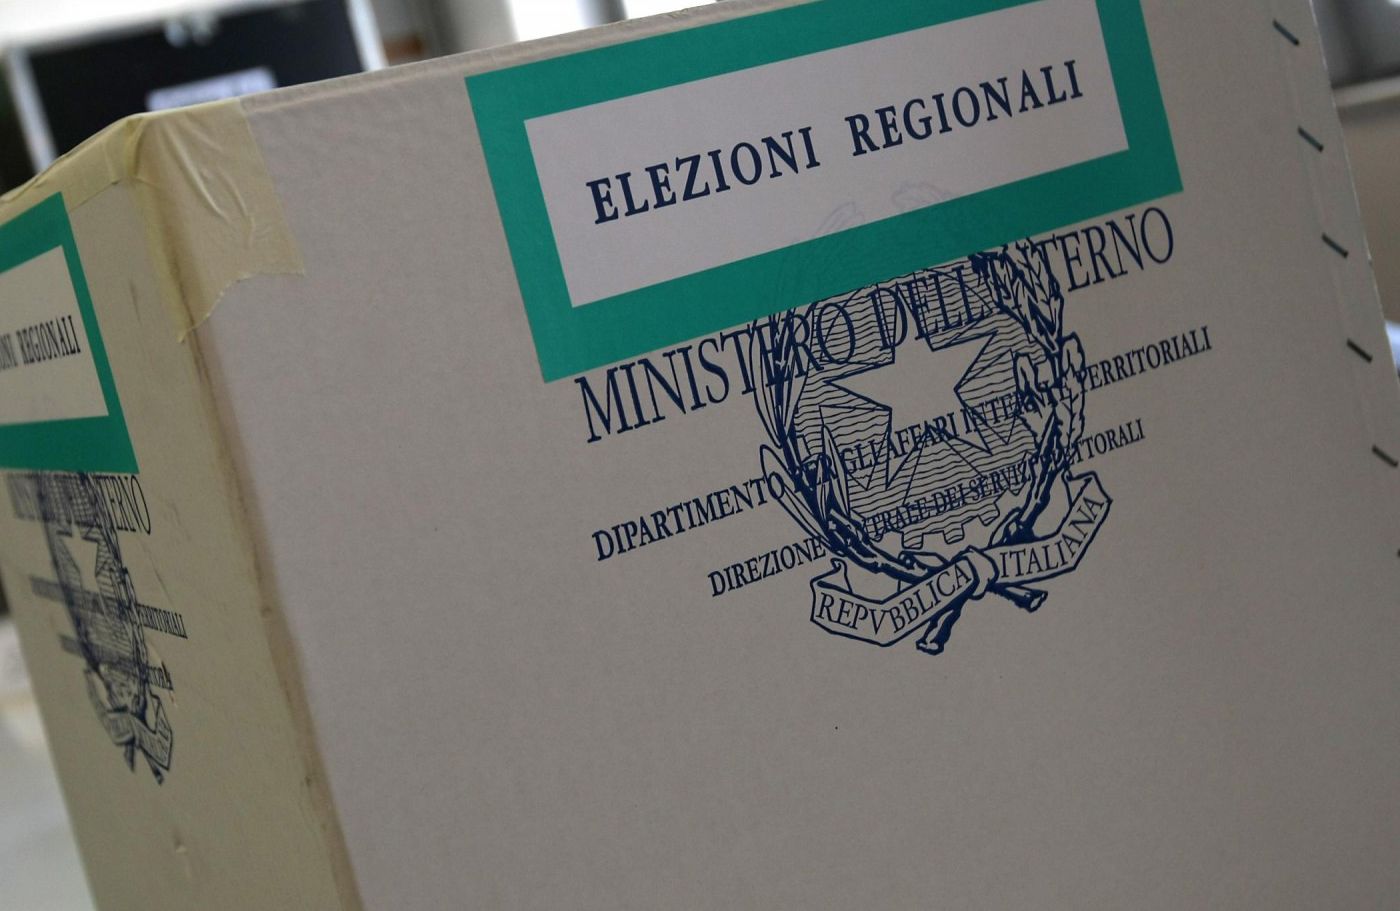 ELEZIONI REGIONALI
MINISTERO DELL'INTERNO
DIPARTIMENTO PER GLI AFFARI INTERNI E TERRITORIALI
DIREZIONE CENTRALE DEI SERVIZI ELETTORALI
REPVBBLICA ITALIANA
REGIONALI